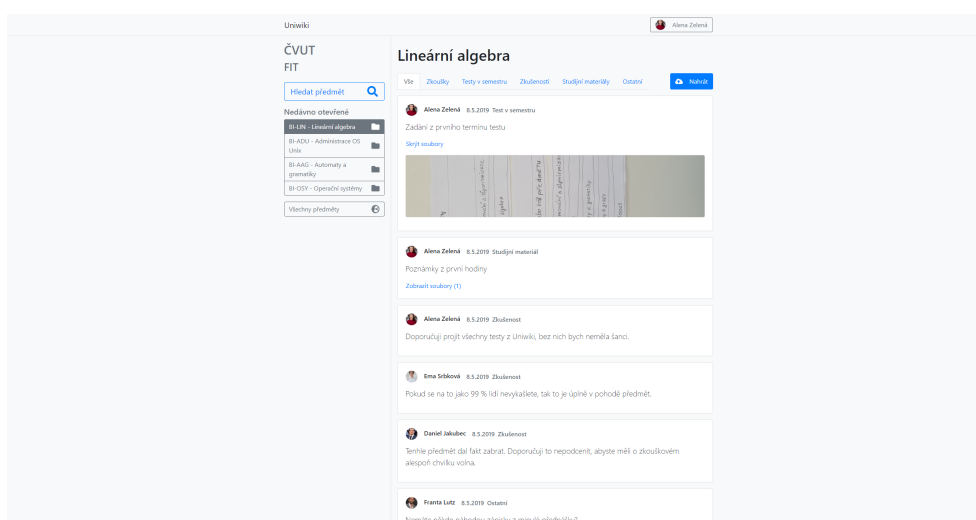 Uniwiki
Alena Zelená
ČVUT
FIT
Hledat předmět
Nedávno otevřené
BI-LIN - Lineární algebra
BI-ADU - Administrace OS
Unix
BI-AAG - Automaty a
gramatiky
BI-OSY - Operační systémy
Všechny předměty
Lineární algebra
Vše Zkoušky Testy v semestru Zkušenosti Studijní materiály Ostatní
Nahrát
Alena Zelená 8.5.2019 Test v semestru
Zadání z prvního termínu testu
Skrýt soubory
Alena Zelená 8.5.2019 Studijní materiál
Poznámky z první hodiny
Zobrazit soubory (1)
Alena Zelená 8.5.2019 Zkušenost
Doporučuji projít všechny testy z Uniwiki, bez nich bych neměla šanci.
Ema Srbková 8.5.2019 Zkušenost
Pokud se na to jako 99 % lidí nevykašlete, tak to je úplně v pohodě předmět.
Daniel Jakubec 8.5.2019 Zkušenost
Tenhle předmět dal fakt zabrat. Doporučuji to nepodcenit, abyste měli o zkouškovém
alespoň chvilku volna.
Franta Lutz 8.5.2019 Ostatní